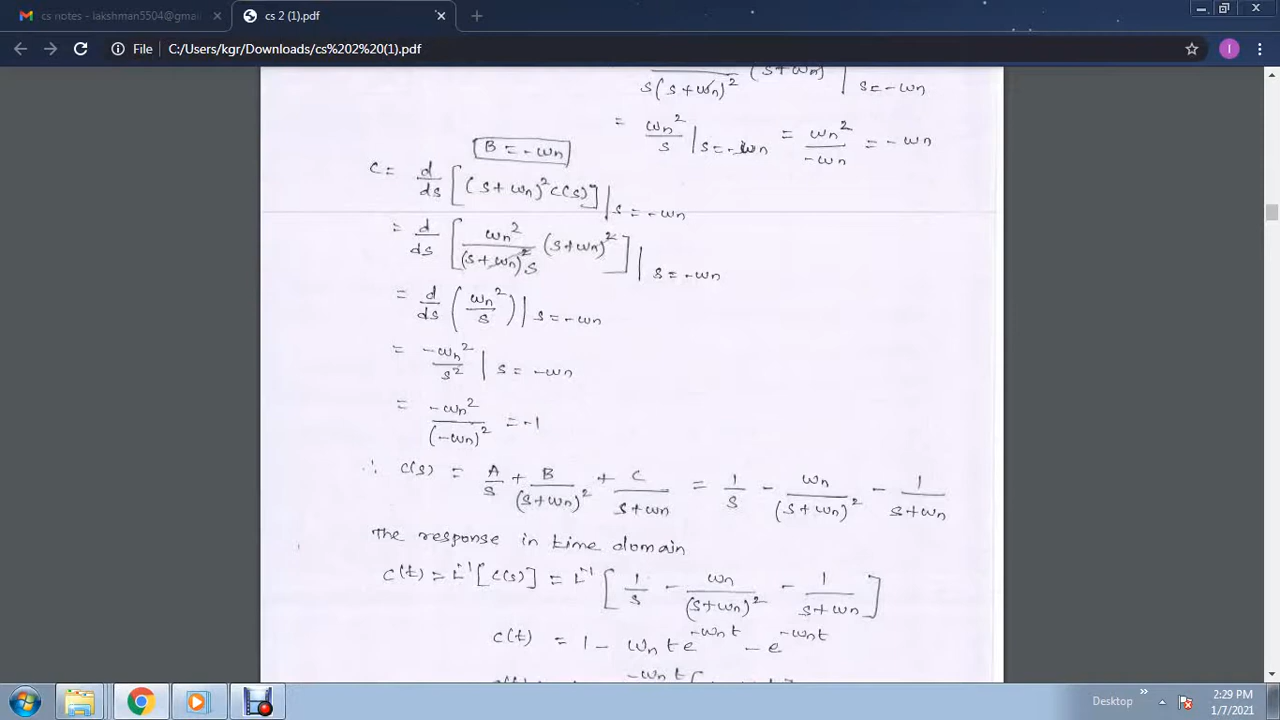 cs notes - lakshman5504@gmail
cs 2 (1).pdf
File C:/Users/kgr/Downloads/cs%202%20(1).pdf
s(s+ωn)² (s+ωn) | s=-ωn
= ωn²/s | s=-ωn = ωn²/-ωn = -ωn
B = -ωn
C = d/ds [(s+ωn)² C(s)] | s=-ωn
= d/ds [ωn²/(s+ωn)² s (s+ωn)²] | s=-ωn
= d/ds (ωn²/s) | s=-ωn
= -ωn²/s² | s=-ωn
= -ωn²/(-ωn)² = -1
∴ C(s) = A/s + B/(s+ωn)² + C/s+ωn = 1/s - ωn/(s+ωn)² - 1/s+ωn
The response in time domain
C(t) = L⁻¹[C(s)] = L⁻¹[1/s - ωn/(s+ωn)² - 1/s+ωn]
C(t) = 1 - ωn t e^-ωnt - e^-ωnt
Desktop
2:29 PM
1/7/2021